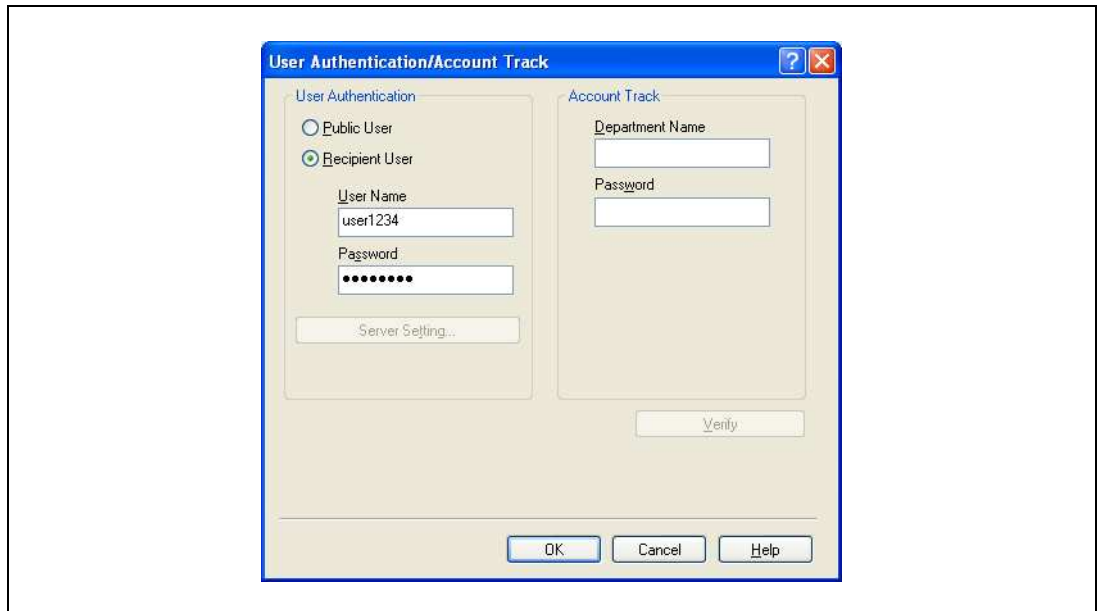 User Authentication/Account Track
User Authentication
Public User
Recipient User
User Name
user1234
Password
••••••••
Server Setting...
Account Track
Department Name
Password
Verify
OK
Cancel
Help